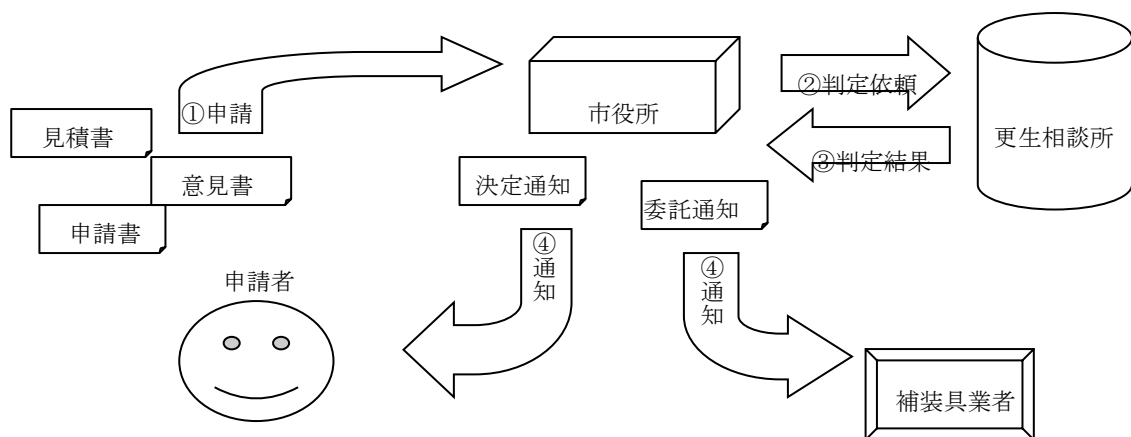 ①申請
市役所
②判定依頼
③判定結果
更生相談所
見積書
意見書
申請書
決定通知
委託通知
④通知
④通知
申請者
補装具業者